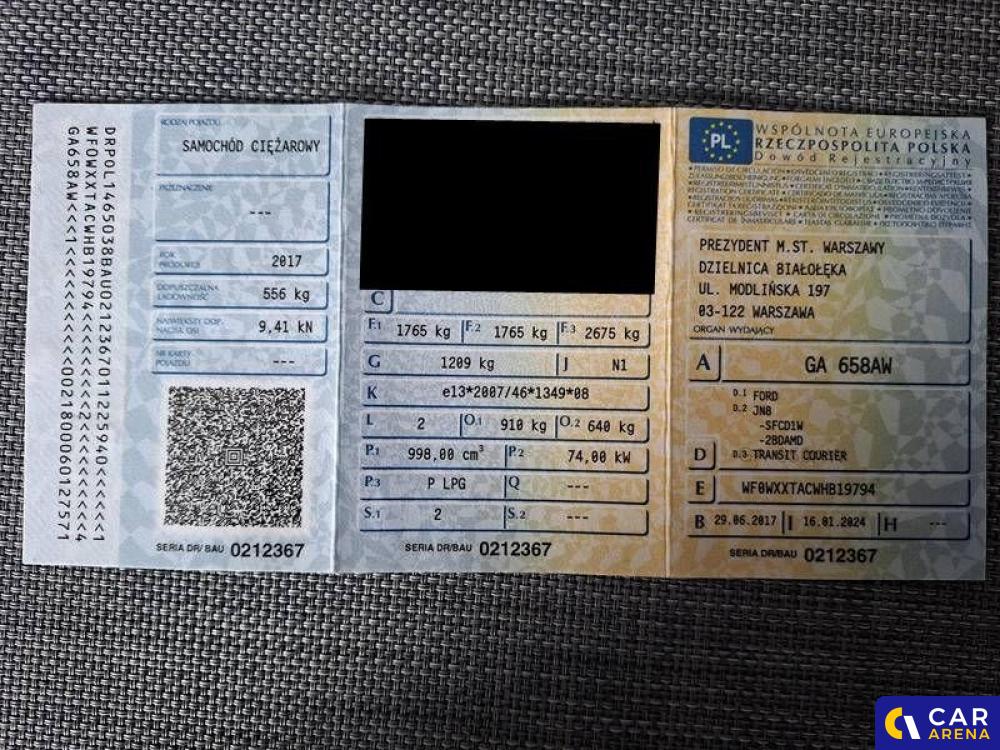 DRPOL1465038BAU0212367011225940<<<<<<1
WF0WXXTACWHB19794<<<<<<<<<2<<<<<<<<4
GA658AW<<<1<<<<<<<<<<<<002180006012757
RODZAJ POJAZDU
SAMOCHÓD CIĘŻAROWY
PRZEZNACZENIE
---
ROK PRODUKCJI
2017
DOPUSZCZALNA ŁADOWNOŚĆ
556 kg
NAJWIĘKSZY DOP. NACISK OSI
9,41 kN
NR KARTY POJAZDU
---
SERIA DR/BAU 0212367
C
F.1 1765 kg F.2 1765 kg F.3 2675 kg
G 1209 kg J N1
K e13*2007/46*1349*08
L 2 O.1 910 kg O.2 640 kg
P.1 998,00 cm³ P.2 74,00 kW
P.3 P LPG Q ---
S.1 2 S.2 ---
SERIA DR/BAU 0212367
PL
WSPÓLNOTA EUROPEJSKA
RZECZPOSPOLITA POLSKA
Dowód Rejestracyjny
PREZYDENT M.ST. WARSZAWY
DZIELNICA BIAŁOŁĘKA
UL. MODLIŃSKA 197
03-122 WARSZAWA
ORGAN WYDAJĄCY
A GA 658AW
D.1 FORD
D.2 JN8
-SFCD1W
-2BDAMD
D D.3 TRANSIT COURIER
E WF0WXXTACWHB19794
B 29.06.2017 I 16.01.2024 H ---
SERIA DR/BAU 0212367
CAR
ARENA